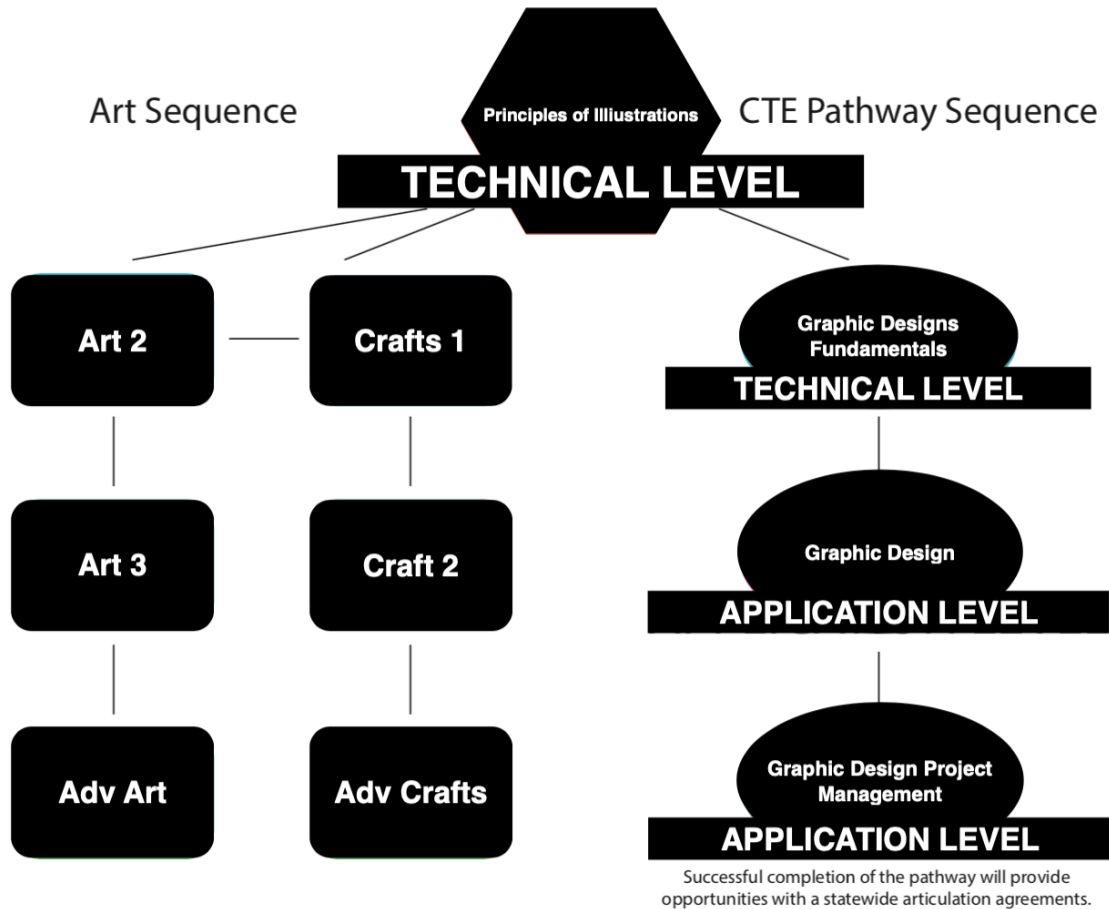 Art Sequence
Principles of Illiustrations
CTE Pathway Sequence
TECHNICAL LEVEL
Art 2
Crafts 1
Graphic Designs
Fundamentals
TECHNICAL LEVEL
Art 3
Craft 2
Graphic Design
APPLICATION LEVEL
Adv Art
Adv Crafts
Graphic Design Project
Management
APPLICATION LEVEL
Successful completion of the pathway will provide
opportunities with a statewide articulation agreements.